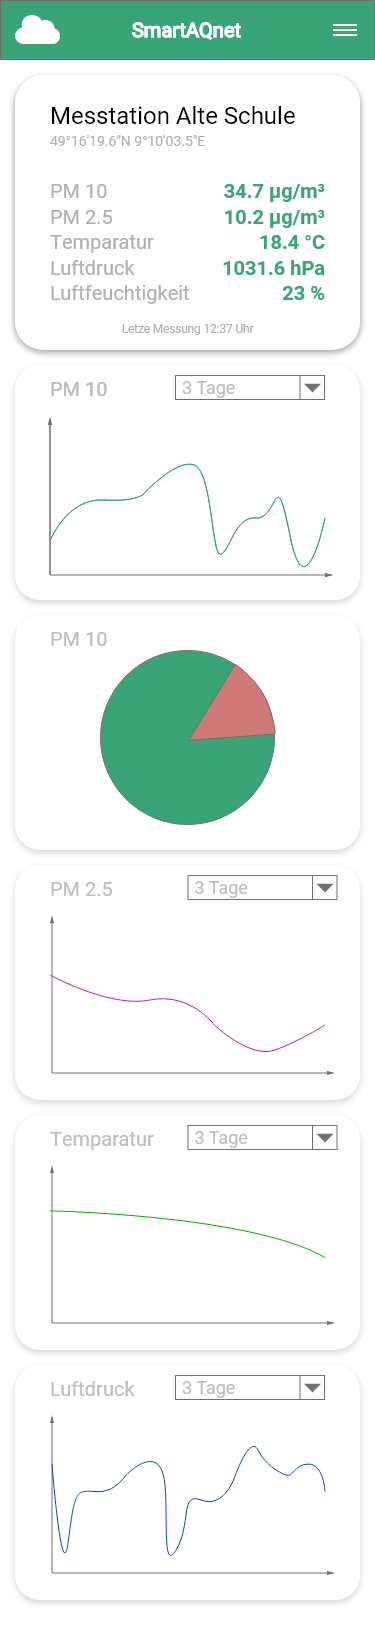 SmartAQnet
Messtation Alte Schule
49°16'19.6"N 9°10'03.5"E
PM 10 34.7 µg/m³
PM 2.5 10.2 µg/m³
Temparatur 18.4 °C
Luftdruck 1031.6 hPa
Luftfeuchtigkeit 23 %
Letze Messung 12:37 Uhr
PM 10 3 Tage
PM 10
PM 2.5 3 Tage
Temparatur 3 Tage
Luftdruck 3 Tage